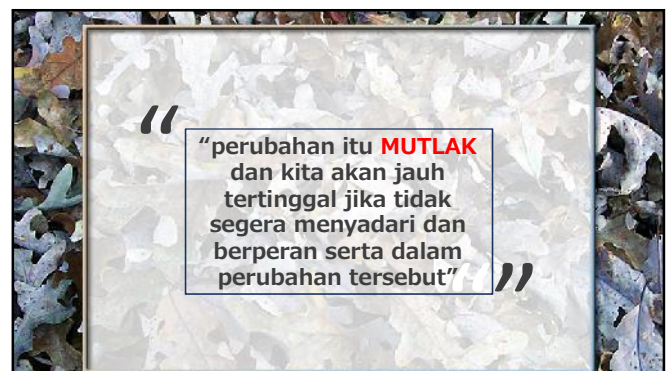 “perubahan itu MUTLAK
dan kita akan jauh
tertinggal jika tidak
segera menyadari dan
berperan serta dalam
perubahan tersebut”